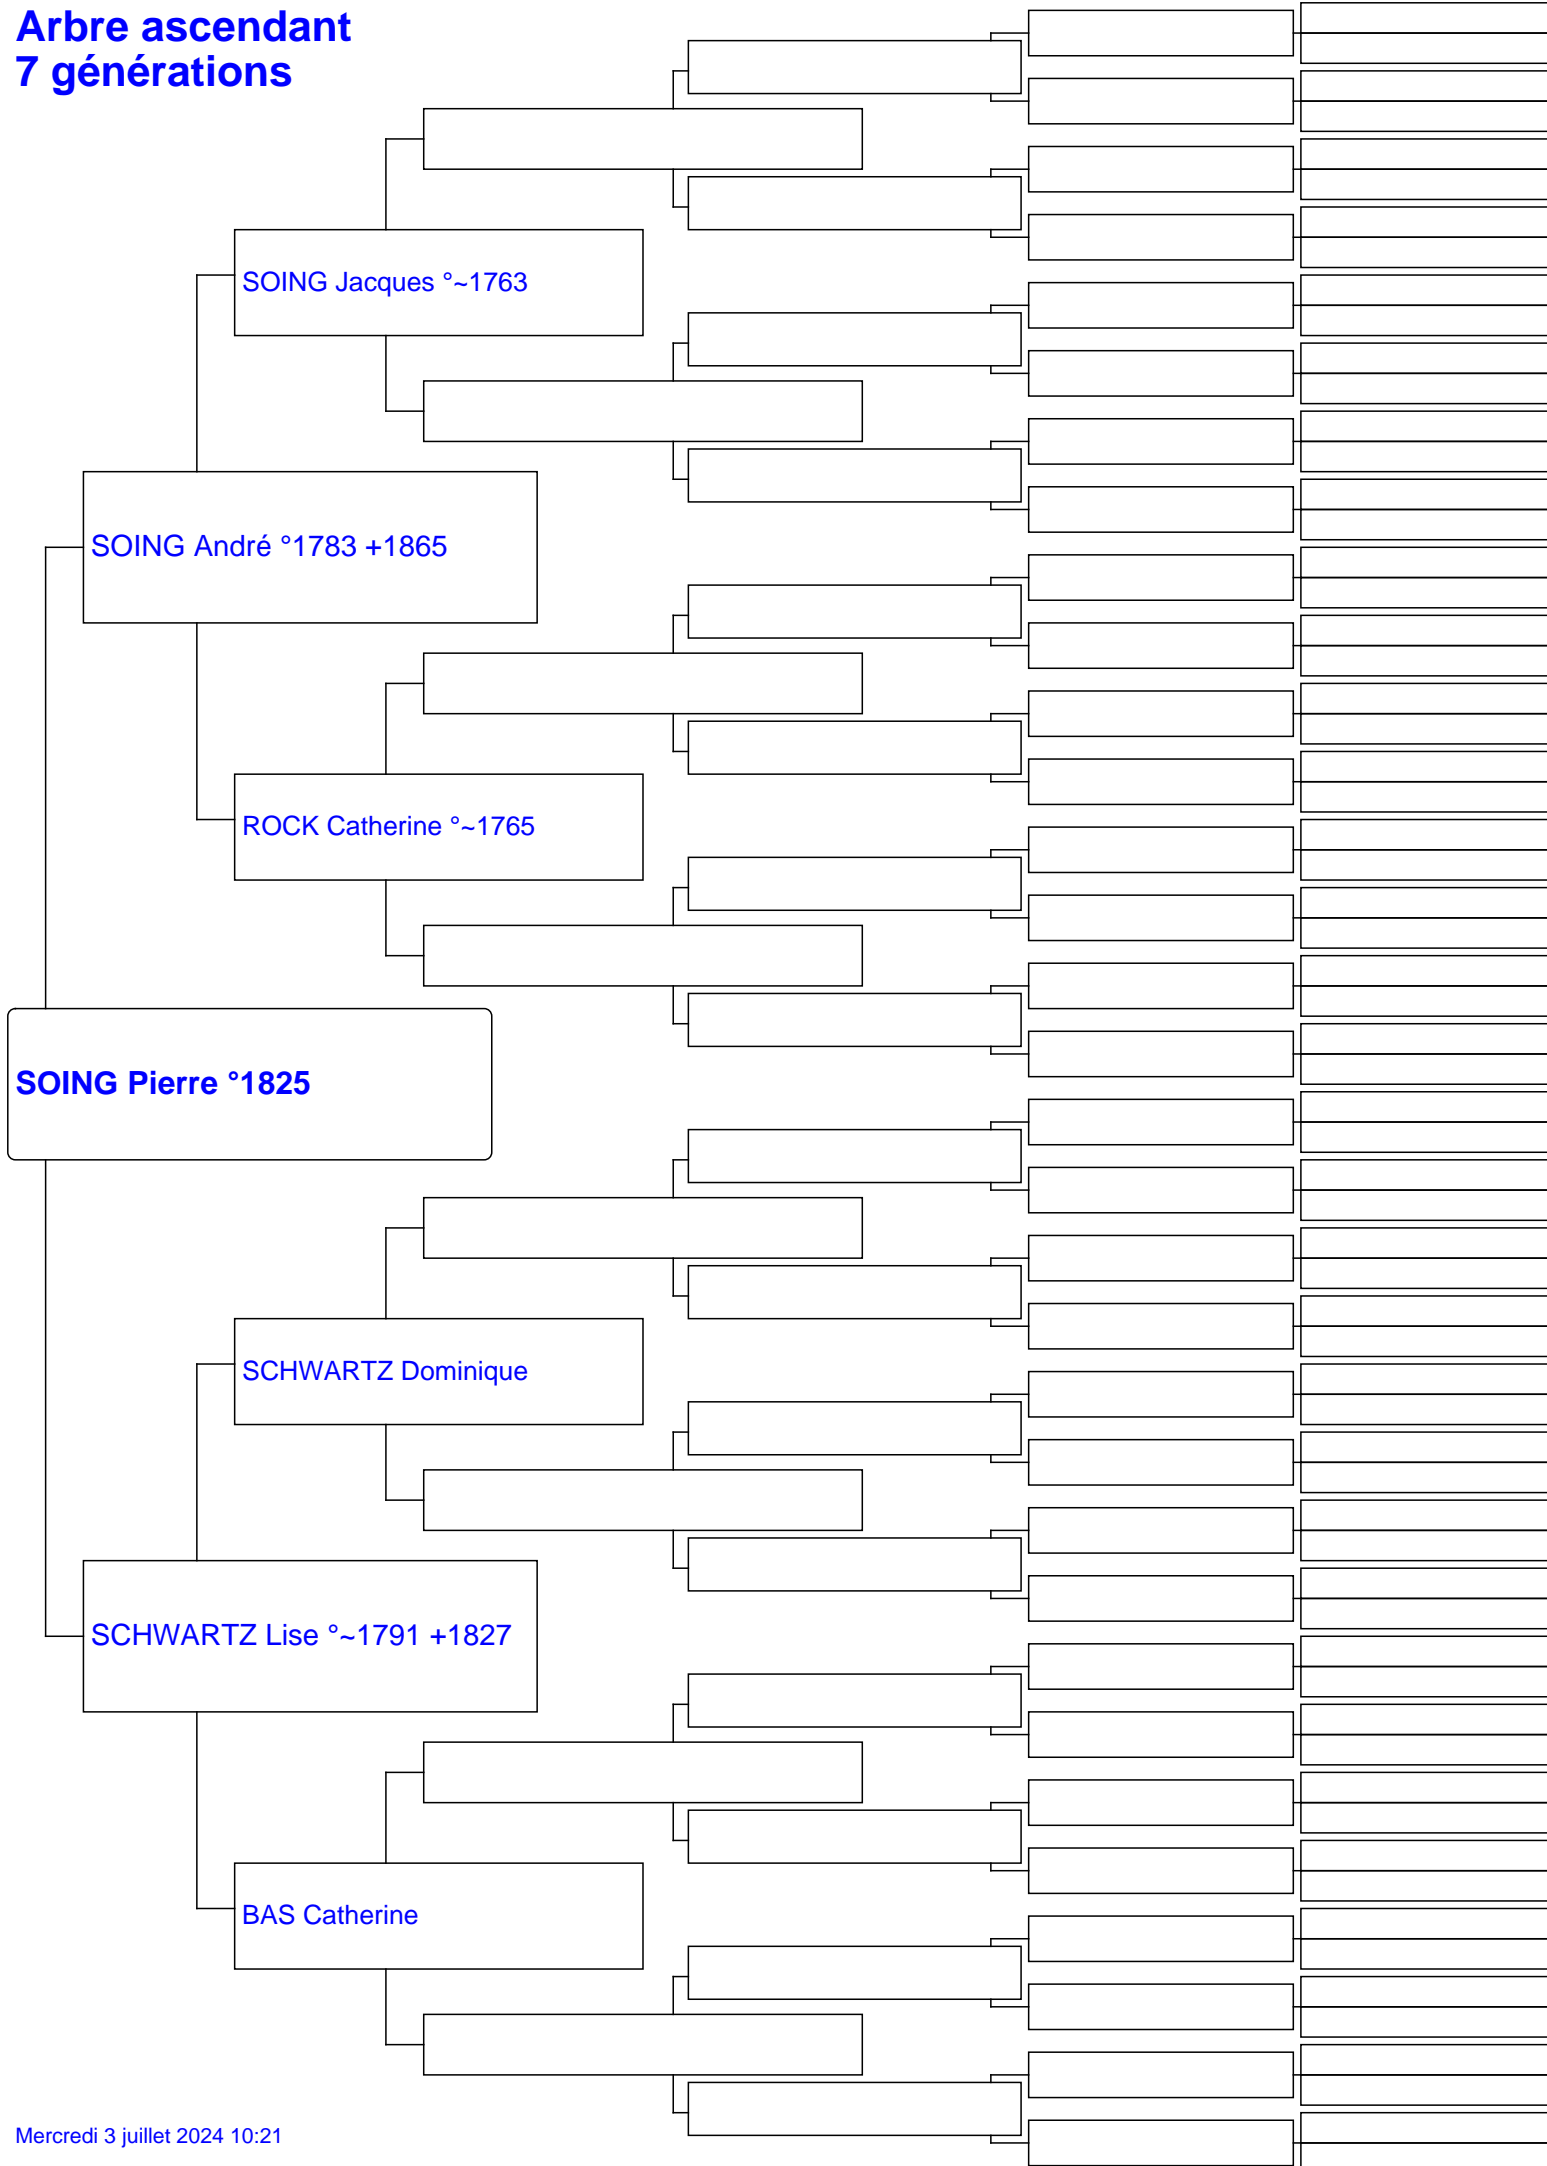 Arbre ascendant
7 générations
SOING Jacques °~1763
SOING André °1783 +1865
ROCK Catherine °~1765
SOING Pierre °1825
SCHWARTZ Dominique
SCHWARTZ Lise °~1791 +1827
BAS Catherine
Mercredi 3 juillet 2024 10:21